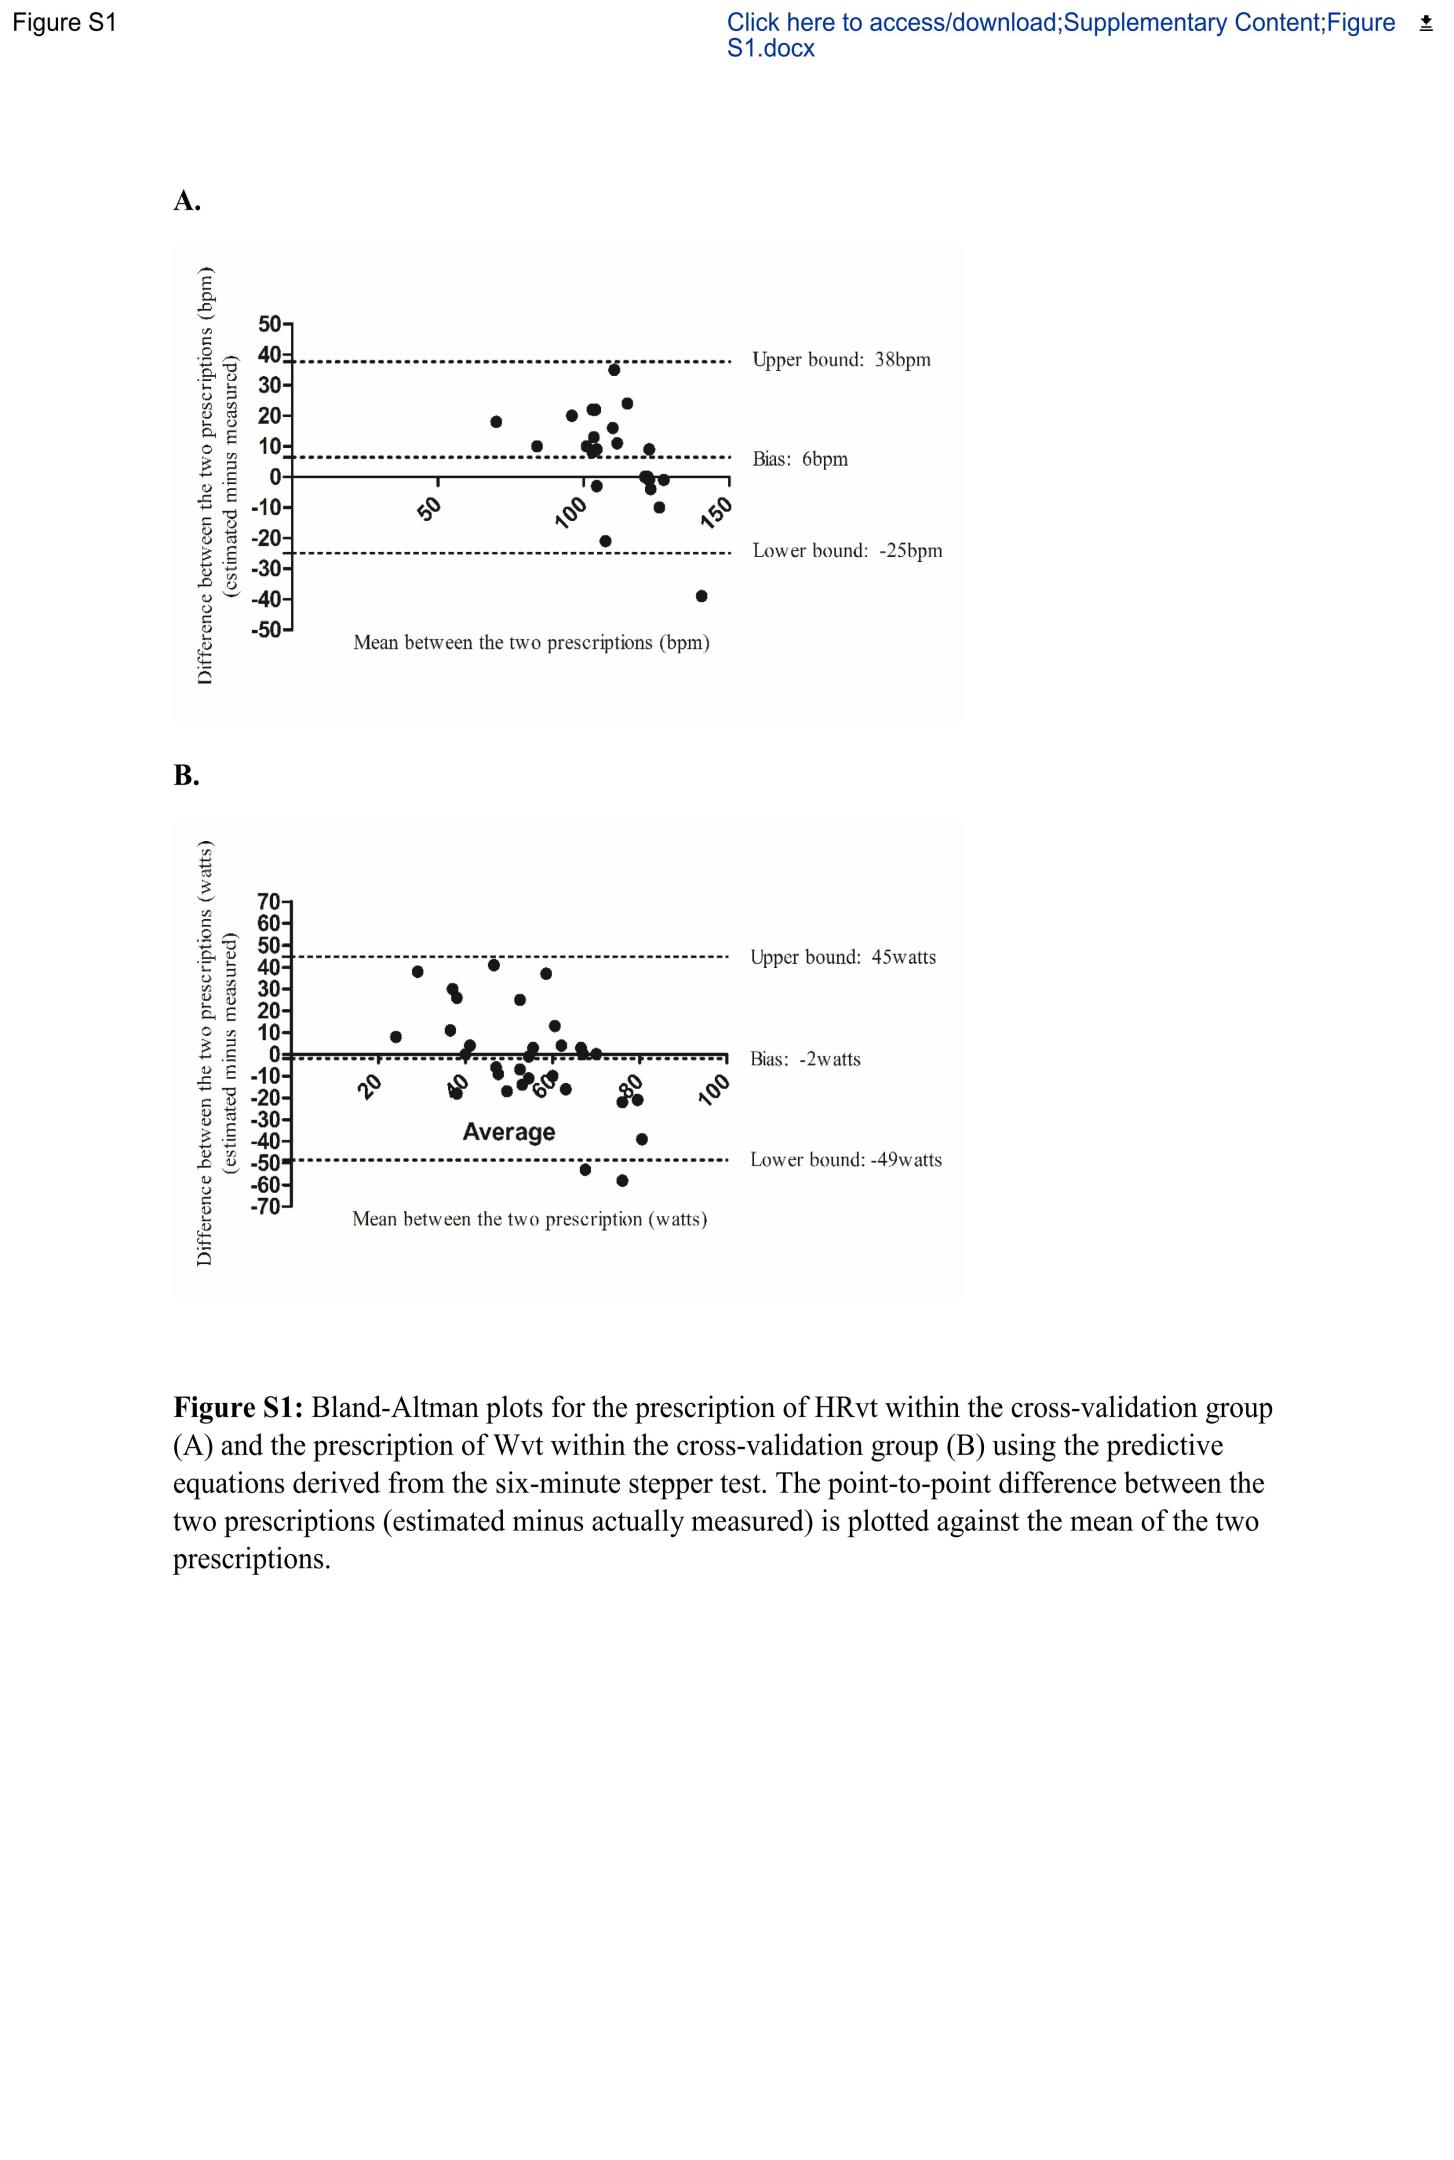 Figure S1
Click here to access/download;Supplementary Content;Figure
S1.docx
A.
Difference between the two prescriptions (bpm)
(estimated minus measured)
50
40
30
20
10
0
-10
-20
-30
-40
-50
50
100
150
Upper bound: 38bpm
Bias: 6bpm
Lower bound: -25bpm
Mean between the two prescriptions (bpm)
B.
Difference between the two prescriptions (watts)
(estimated minus measured)
70
60
50
40
30
20
10
0
-10
-20
-30
-40
-50
-60
-70
20
40
60
80
100
Average
Upper bound: 45watts
Bias: -2watts
Lower bound: -49watts
Mean between the two prescription (watts)
Figure S1: Bland-Altman plots for the prescription of HRvt within the cross-validation group
(A) and the prescription of Wvt within the cross-validation group (B) using the predictive
equations derived from the six-minute stepper test. The point-to-point difference between the
two prescriptions (estimated minus actually measured) is plotted against the mean of the two
prescriptions.